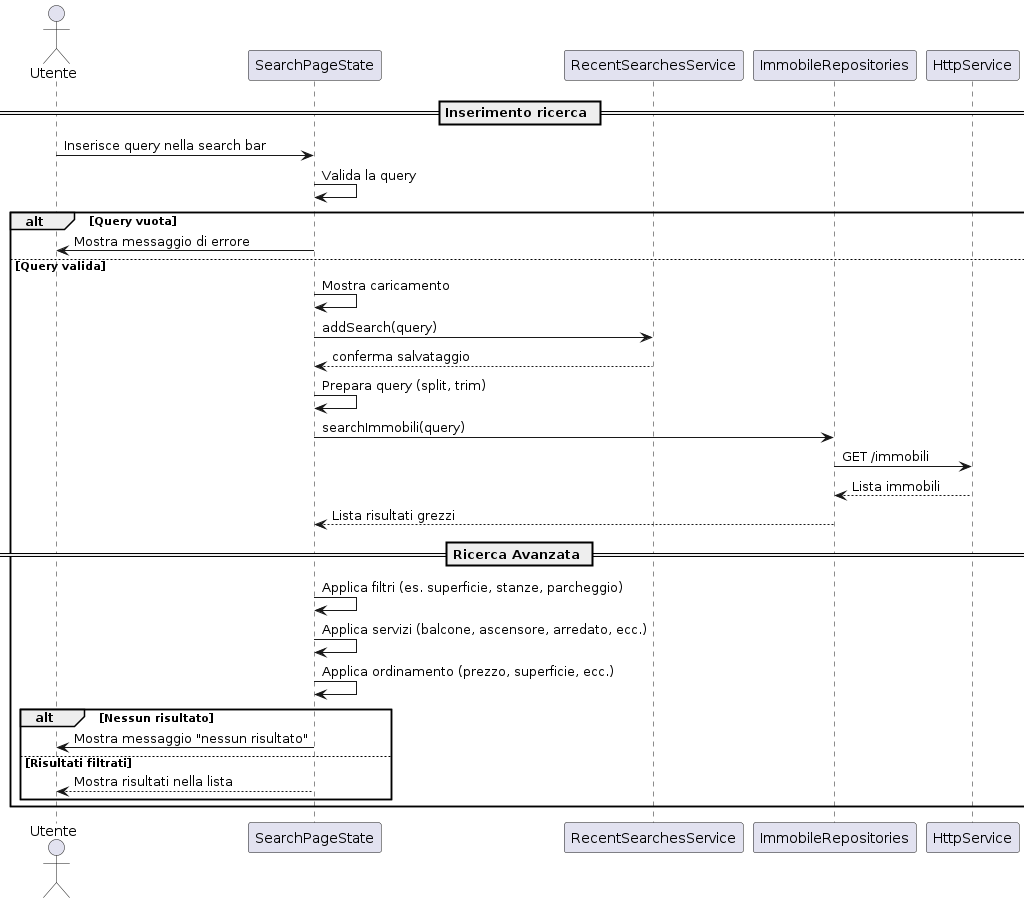 Utente
SearchPageState
RecentSearchesService
ImmobileRepositories
HttpService
Inserimento ricerca
Inserisce query nella search bar
Valida la query
alt [Query vuota]
Mostra messaggio di errore
[Query valida]
Mostra caricamento
addSearch(query)
conferma salvataggio
Prepara query (split, trim)
searchImmobili(query)
GET /immobili
Lista immobili
Lista risultati grezzi
Ricerca Avanzata
Applica filtri (es. superficie, stanze, parcheggio)
Applica servizi (balcone, ascensore, arredato, ecc.)
Applica ordinamento (prezzo, superficie, ecc.)
alt [Nessun risultato]
Mostra messaggio "nessun risultato"
[Risultati filtrati]
Mostra risultati nella lista
Utente
SearchPageState
RecentSearchesService
ImmobileRepositories
HttpService